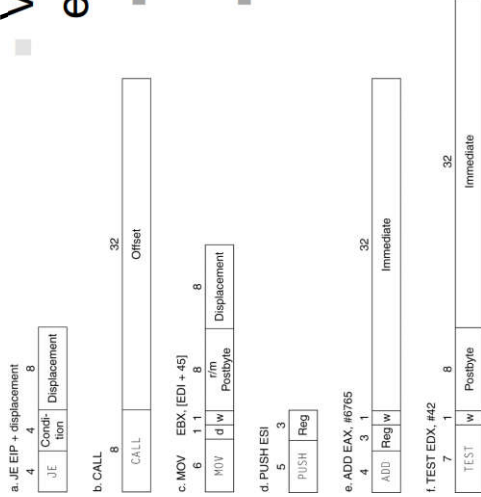 V
e
a. JE EIP + displacement
4 4 8
JE Condi-tion Displacement
b. CALL
8 32
CALL Offset
c. MOV EBX, [EDI + 45]
6 1 1 8 8
MOV d w r/m Postbyte Displacement
d. PUSH ESI
5 3
PUSH Reg
e. ADD EAX, #6765
4 3 1 32
ADD Reg w Immediate
f. TEST EDX, #42
7 1 8 32
TEST w Postbyte Immediate